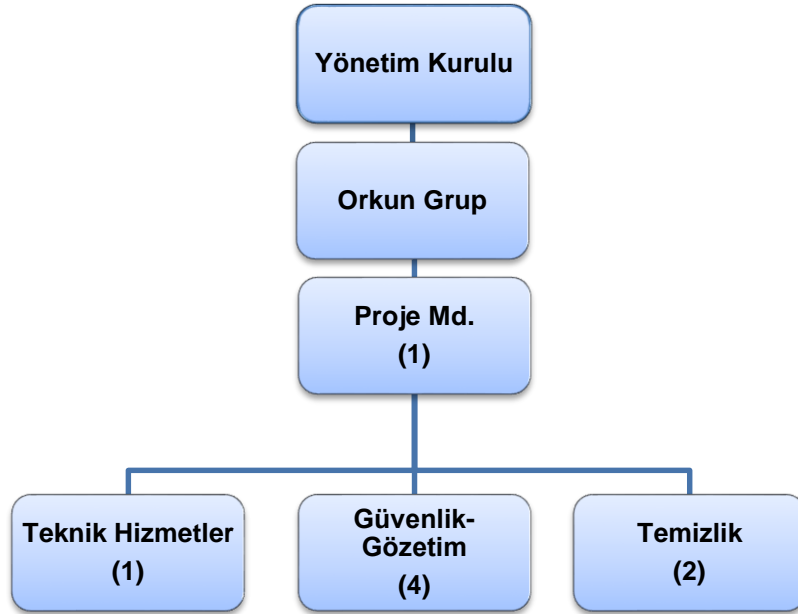 Yönetim Kurulu
Orkun Grup
Proje Md.
(1)
Teknik Hizmetler
(1)
Güvenlik-
Gözetim
(4)
Temizlik
(2)